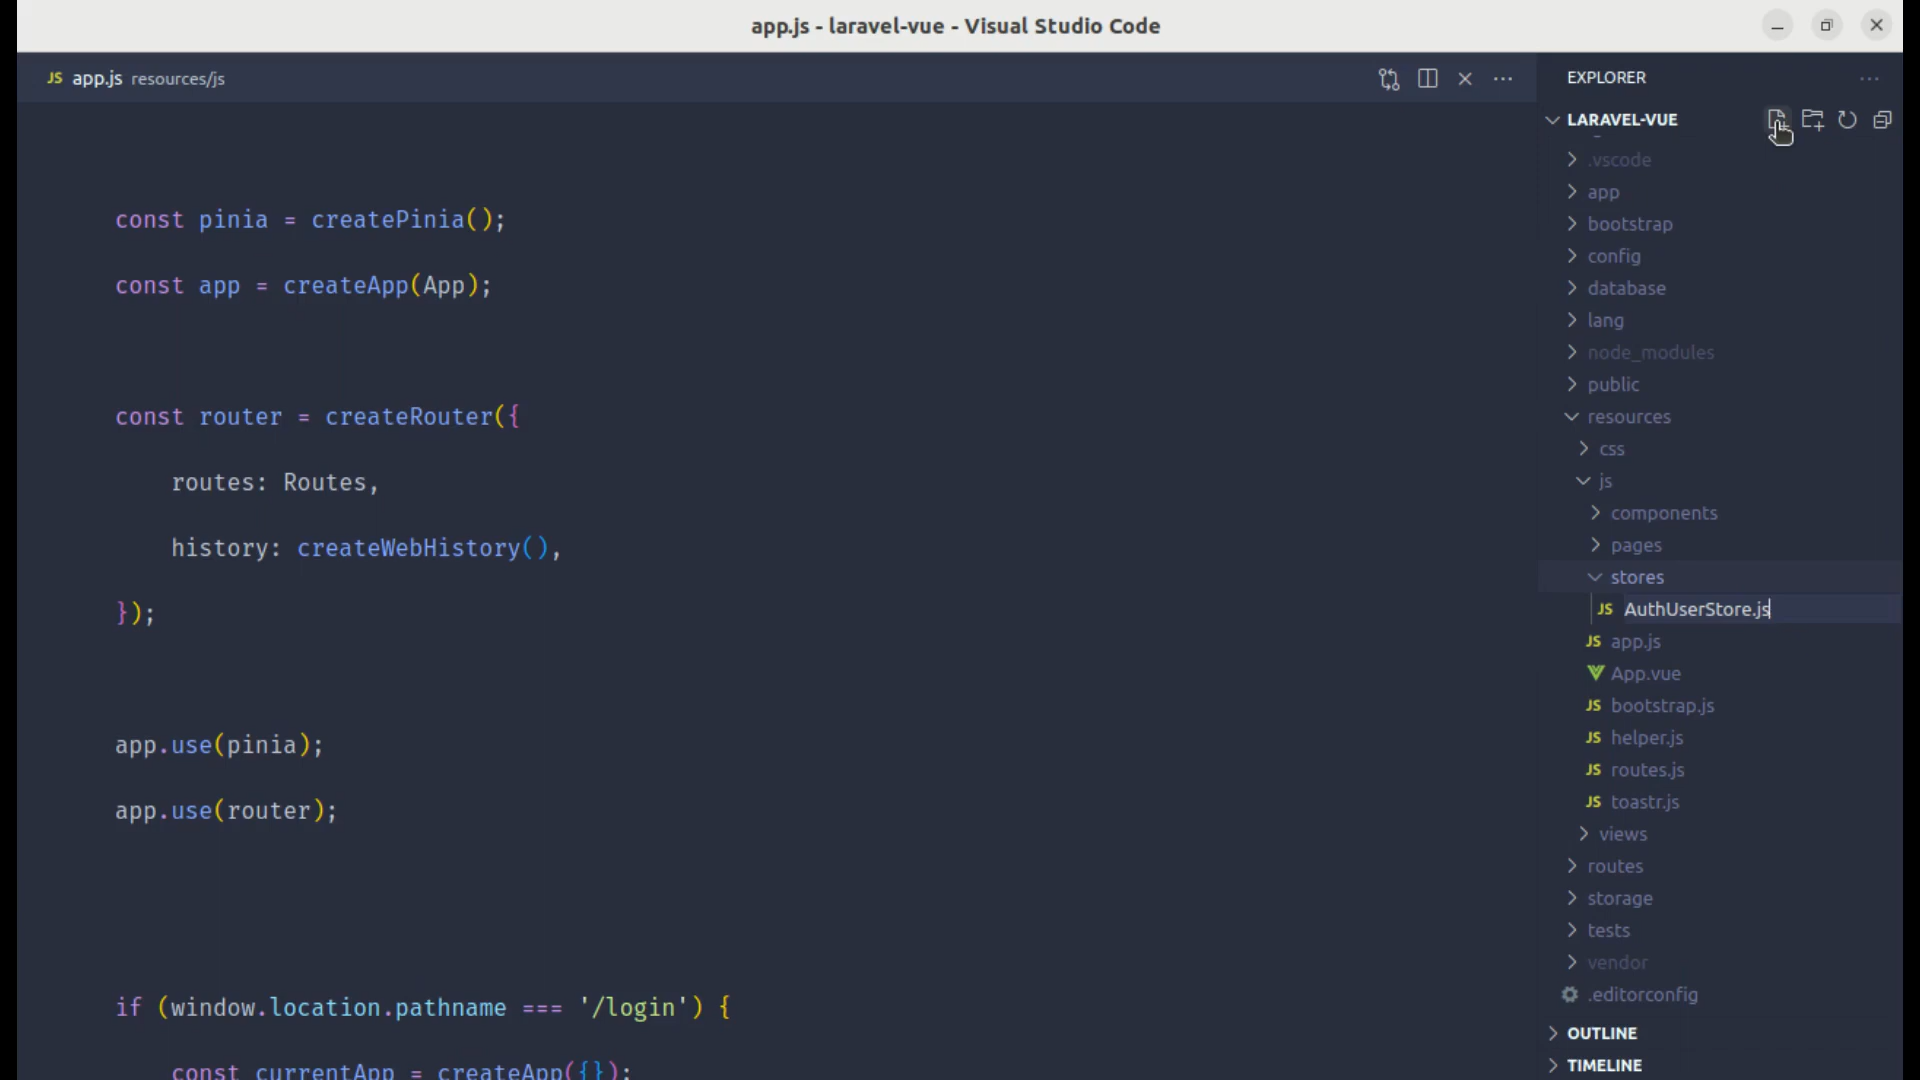 app.js - laravel-vue - Visual Studio Code
JS app.js resources/js
const pinia = createPinia();
const app = createApp(App);
const router = createRouter({
routes: Routes,
history: createWebHistory(),
});
app.use(pinia);
app.use(router);
if (window.location.pathname === '/login') {
const currentApp = createApp({});
EXPLORER
LARAVEL-VUE
.vscode
app
bootstrap
config
database
lang
node_modules
public
resources
css
js
components
pages
stores
JS AuthUserStore.js
JS app.js
App.vue
JS bootstrap.js
JS helper.js
JS routes.js
JS toastr.js
views
routes
storage
tests
vendor
.editorconfig
OUTLINE
TIMELINE